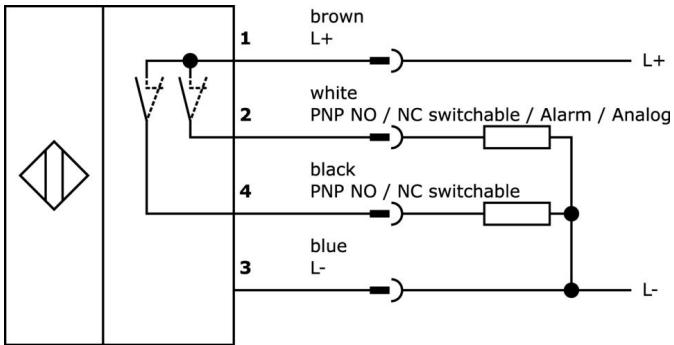 brown
1 L+
L+
white
2 PNP NO / NC switchable / Alarm / Analog
black
4 PNP NO / NC switchable
blue
3 L-
L-